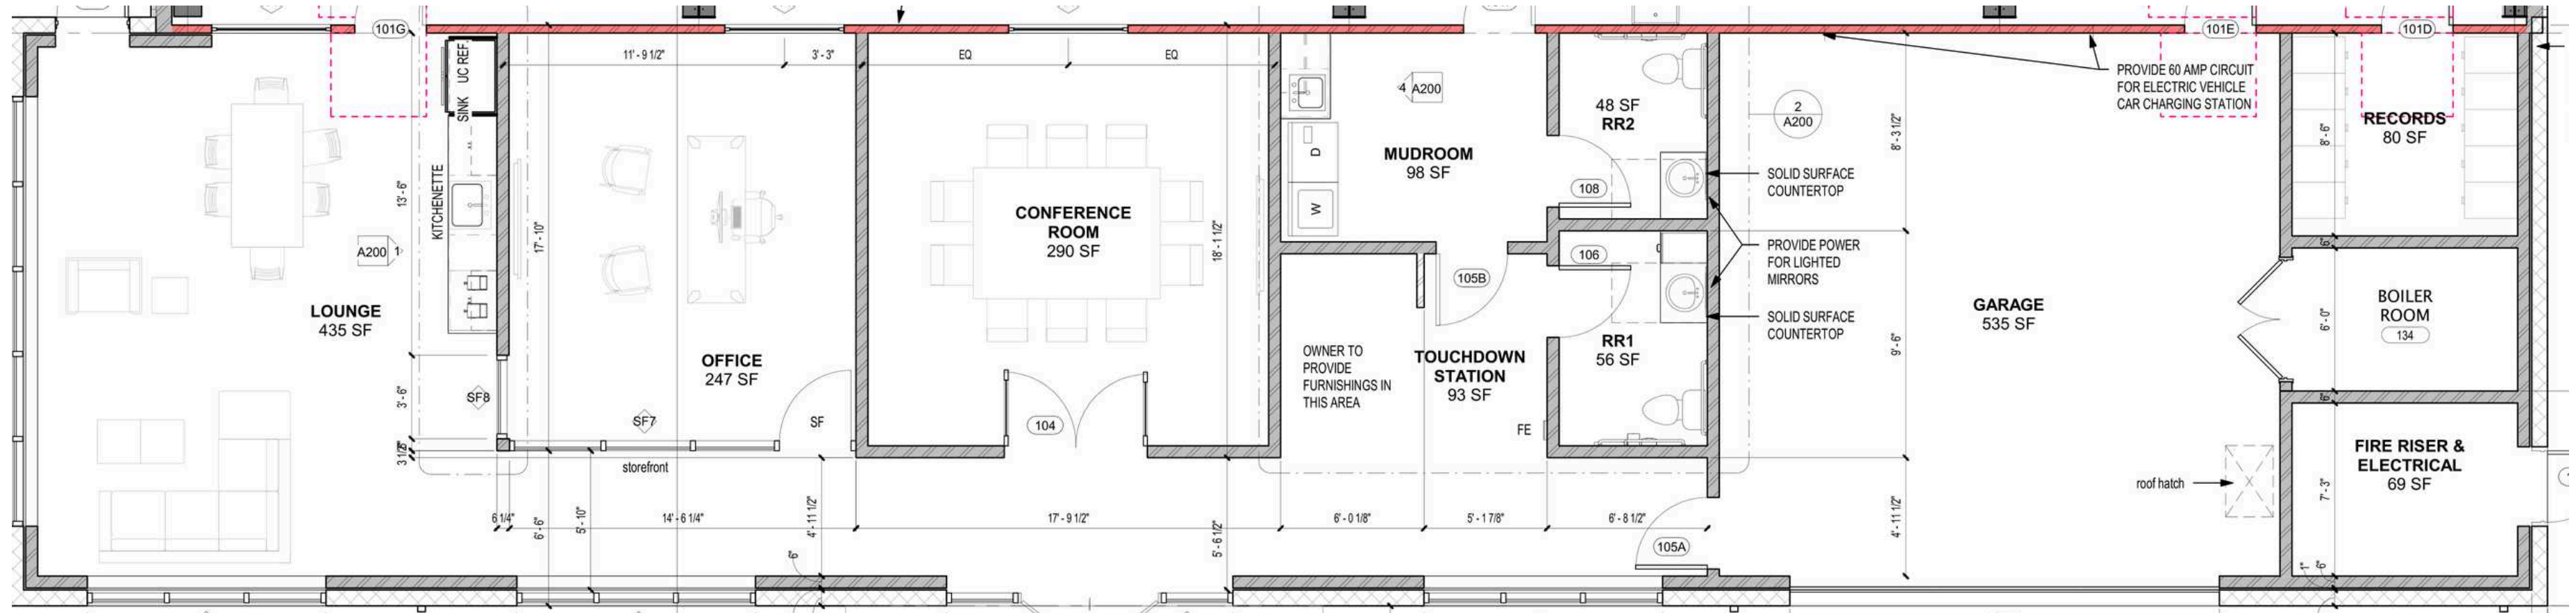 101G
LOUNGE
435 SF
A200 1
13' - 6"
3' - 6"
KITCHENETTE
SINK
UC REF.
SF8
11' - 9 1/2"
3' - 3"
17' - 10"
OFFICE
247 SF
SF7
SF
storefront
6 1/4"
6' - 6"
5' - 10"
14' - 6 1/4"
4' - 11 1/2"
6"
EQ
EQ
CONFERENCE
ROOM
290 SF
18' - 1 1/2"
104
17' - 9 1/2"
5' - 6 1/2"
4 A200
D
W
MUDROOM
98 SF
105B
OWNER TO
PROVIDE
FURNISHINGS IN
THIS AREA
TOUCHDOWN
STATION
93 SF
FE
6' - 0 1/8"
5' - 1 7/8"
6' - 8 1/2"
48 SF
RR2
108
106
RR1
56 SF
105A
2
A200
SOLID SURFACE
COUNTERTOP
PROVIDE POWER
FOR LIGHTED
MIRRORS
SOLID SURFACE
COUNTERTOP
8' - 3 1/2"
9' - 6"
4' - 11 1/2"
GARAGE
535 SF
101E
101D
PROVIDE 60 AMP CIRCUIT
FOR ELECTRIC VEHICLE
CAR CHARGING STATION
roof hatch
RECORDS
80 SF
8' - 6"
6"
BOILER
ROOM
134
6' - 0"
6"
FIRE RISER &
ELECTRICAL
69 SF
7' - 3"
1"
6"